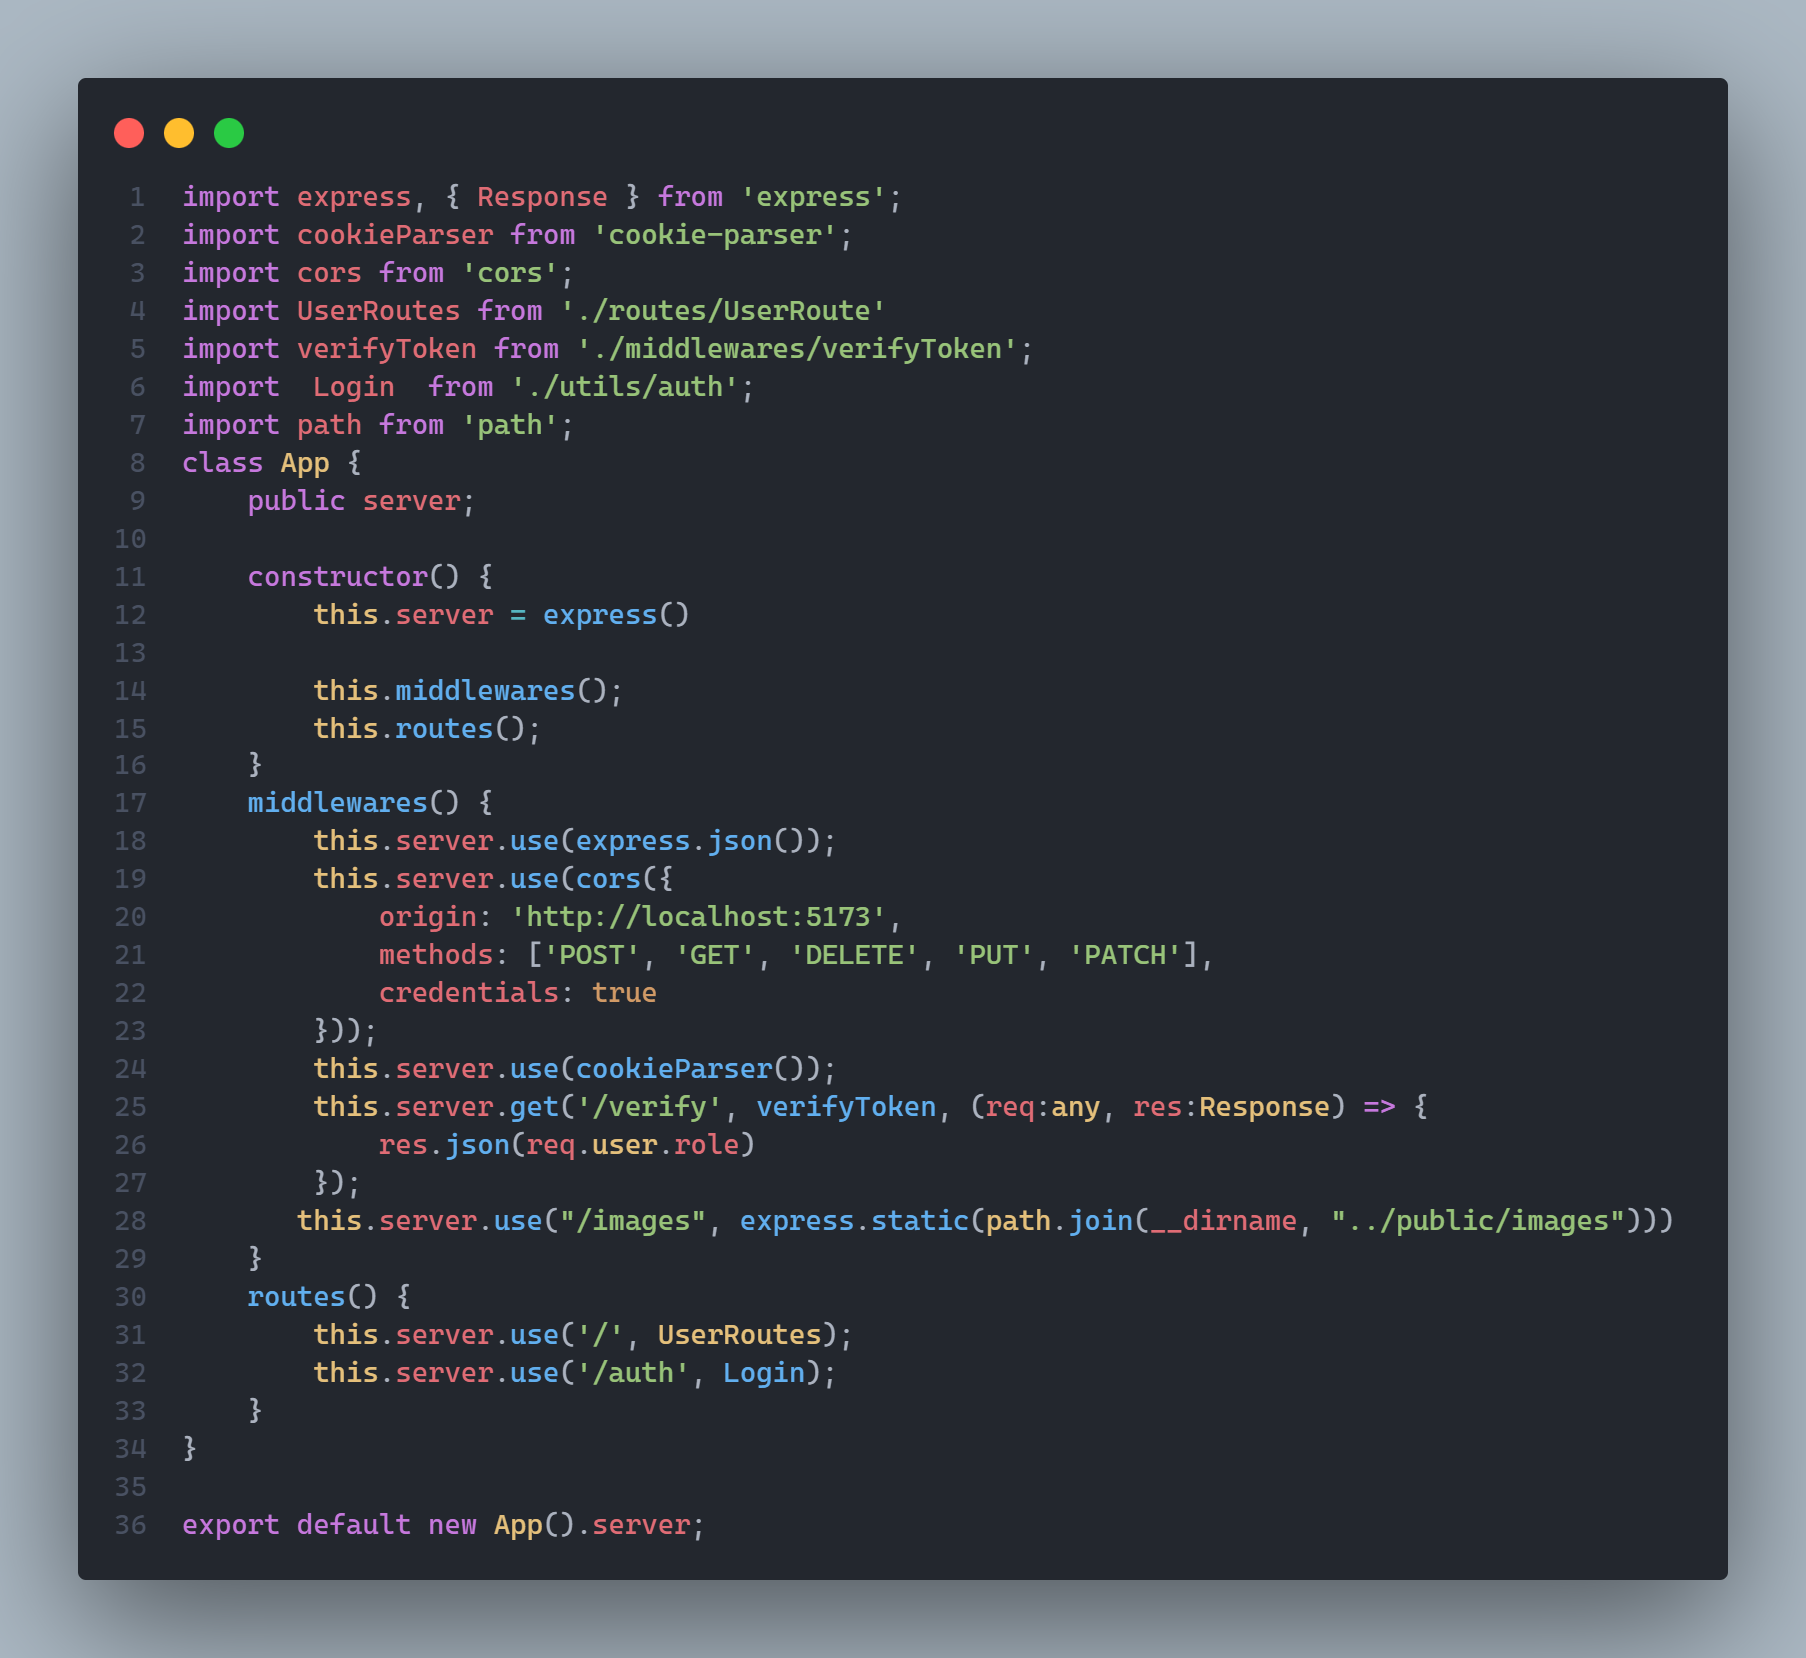 1 import express, { Response } from 'express';
2 import cookieParser from 'cookie-parser';
3 import cors from 'cors';
4 import UserRoutes from './routes/UserRoute'
5 import verifyToken from './middlewares/verifyToken';
6 import  Login  from './utils/auth';
7 import path from 'path';
8 class App {
9     public server;
10
11     constructor() {
12         this.server = express()
13
14         this.middlewares();
15         this.routes();
16     }
17     middlewares() {
18         this.server.use(express.json());
19         this.server.use(cors({
20             origin: 'http://localhost:5173',
21             methods: ['POST', 'GET', 'DELETE', 'PUT', 'PATCH'],
22             credentials: true
23         }));
24         this.server.use(cookieParser());
25         this.server.get('/verify', verifyToken, (req:any, res:Response) => {
26             res.json(req.user.role)
27         });
28        this.server.use("/images", express.static(path.join(__dirname, "../public/images")))
29     }
30     routes() {
31         this.server.use('/', UserRoutes);
32         this.server.use('/auth', Login);
33     }
34 }
35
36 export default new App().server;